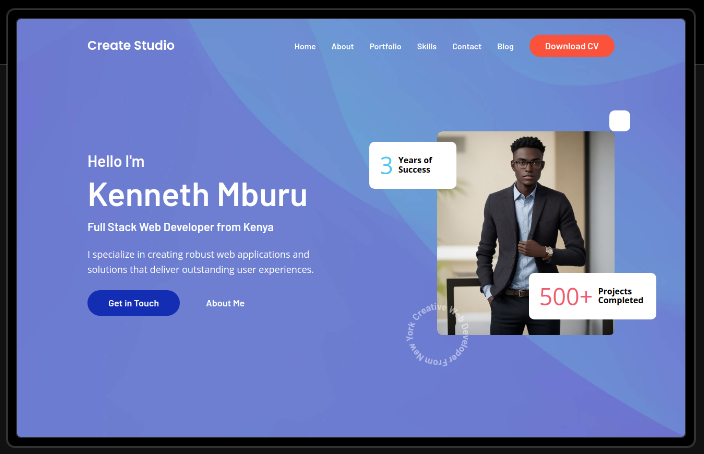 Create Studio
Home About Portfolio Skills Contact Blog Download CV
Hello I'm
Kenneth Mburu
Full Stack Web Developer from Kenya
I specialize in creating robust web applications and
solutions that deliver outstanding user experiences.
Get in Touch About Me
3 Years of
Success
500+ Projects
Completed
Creative Web Developer From New York